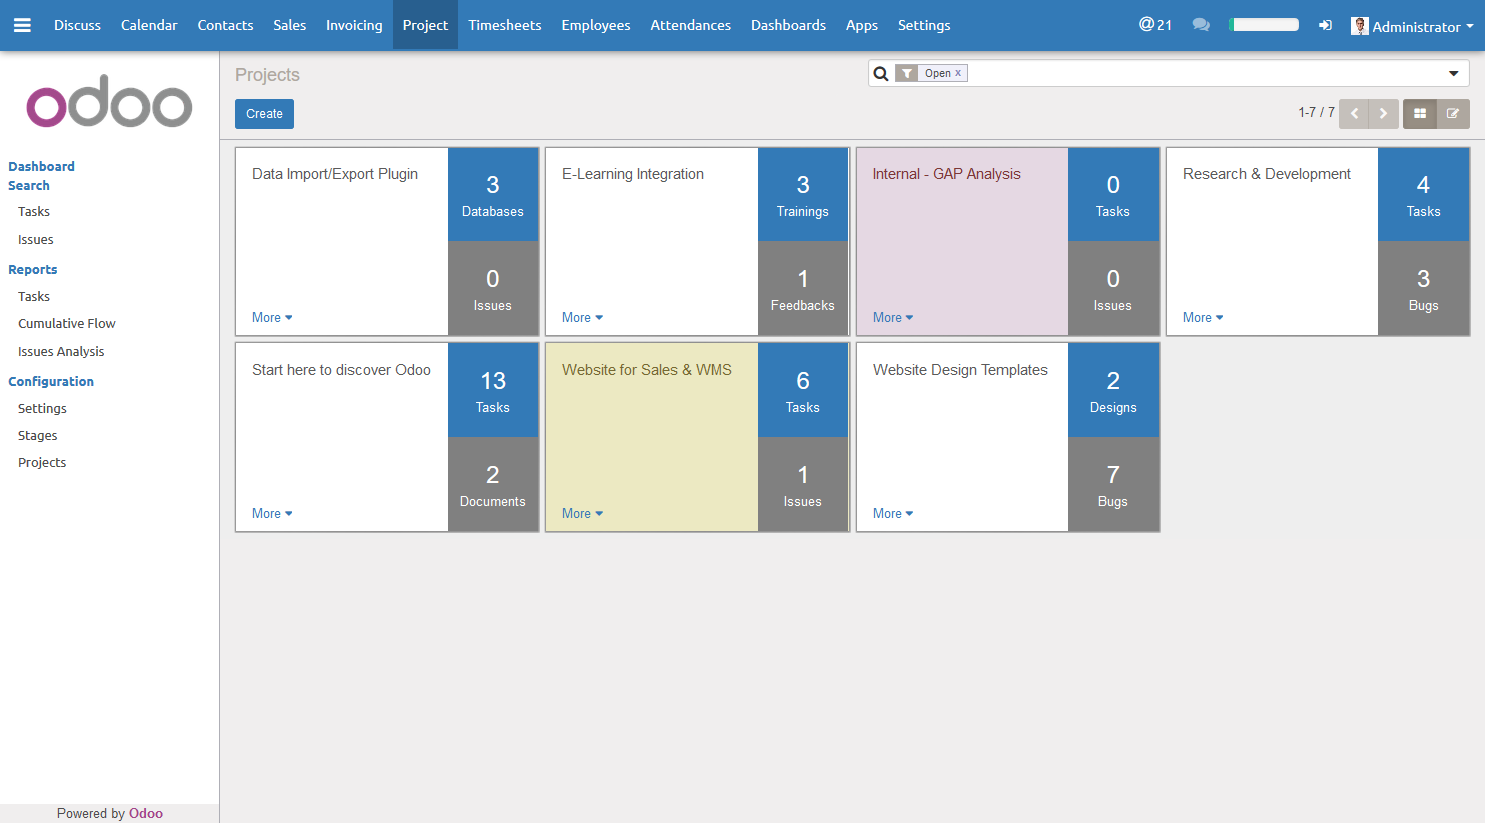 Discuss Calendar Contacts Sales Invoicing Project Timesheets Employees Attendances Dashboards Apps Settings @21 Administrator
odoo
Dashboard
Search
Tasks
Issues
Reports
Tasks
Cumulative Flow
Issues Analysis
Configuration
Settings
Stages
Projects
Powered by Odoo
Projects
Open x
Create
1-7 / 7
Data Import/Export Plugin
3
Databases
0
Issues
More
E-Learning Integration
3
Trainings
1
Feedbacks
More
Internal - GAP Analysis
0
Tasks
0
Issues
More
Research & Development
4
Tasks
3
Bugs
More
Start here to discover Odoo
13
Tasks
2
Documents
More
Website for Sales & WMS
6
Tasks
1
Issues
More
Website Design Templates
2
Designs
7
Bugs
More